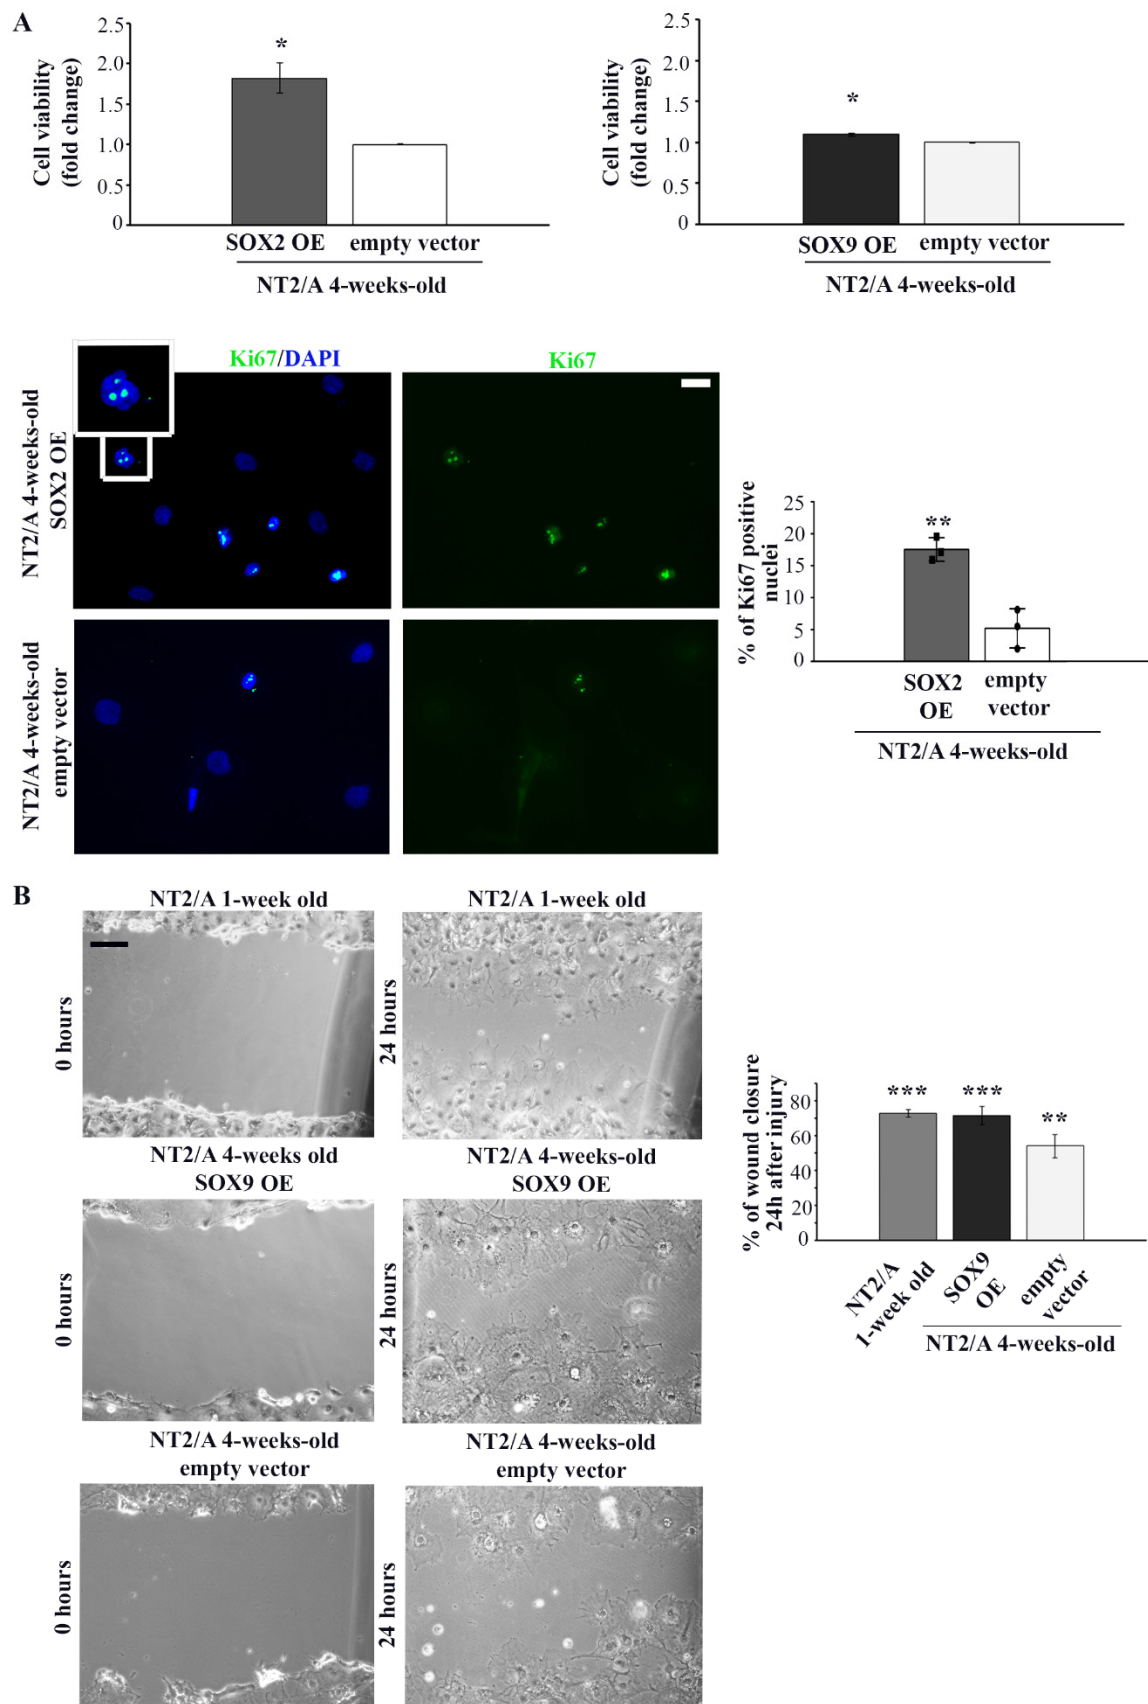 A
Cell viability
(fold change)
2.5
2.0
1.5
1.0
0.5
0
*
SOX2 OE
empty vector
NT2/A 4-weeks-old
Cell viability
(fold change)
2.5
2.0
1.5
1.0
0.5
0
*
SOX9 OE
empty vector
NT2/A 4-weeks-old
Ki67/DAPI
Ki67
NT2/A 4-weeks-old
SOX2 OE
NT2/A 4-weeks-old
empty vector
% of Ki67 positive
nuclei
25
20
15
10
5
0
**
SOX2
OE
empty
vector
NT2/A 4-weeks-old
B
NT2/A 1-week old
NT2/A 1-week old
0 hours
24 hours
NT2/A 4-weeks old
SOX9 OE
NT2/A 4-weeks-old
SOX9 OE
0 hours
24 hours
NT2/A 4-weeks-old
empty vector
NT2/A 4-weeks-old
empty vector
0 hours
24 hours
% of wound closure
24h after injury
80
60
40
20
0
***
***
**
NT2/A
1-week old
SOX9
OE
empty
vector
NT2/A 4-weeks-old